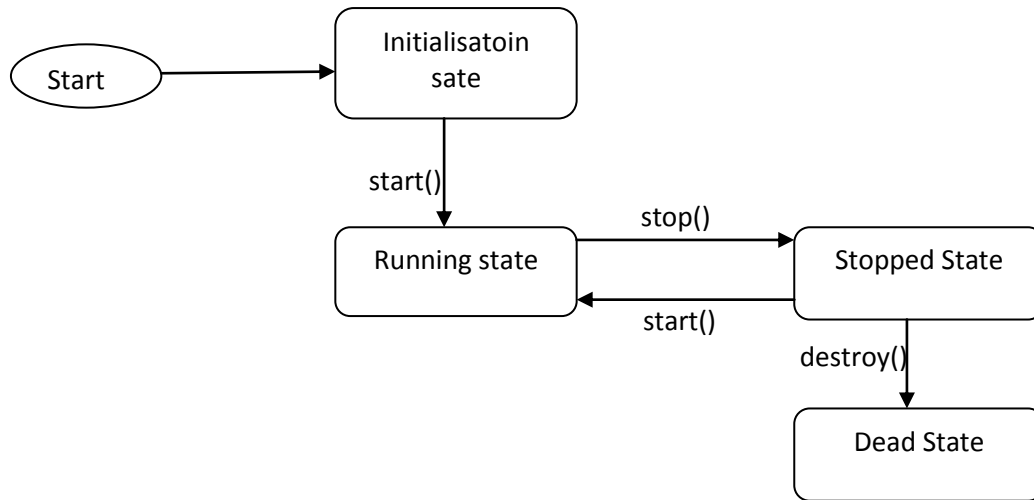 Start
Initialisatoin
sate
start()
Running state
stop()
start()
Stopped State
destroy()
Dead State